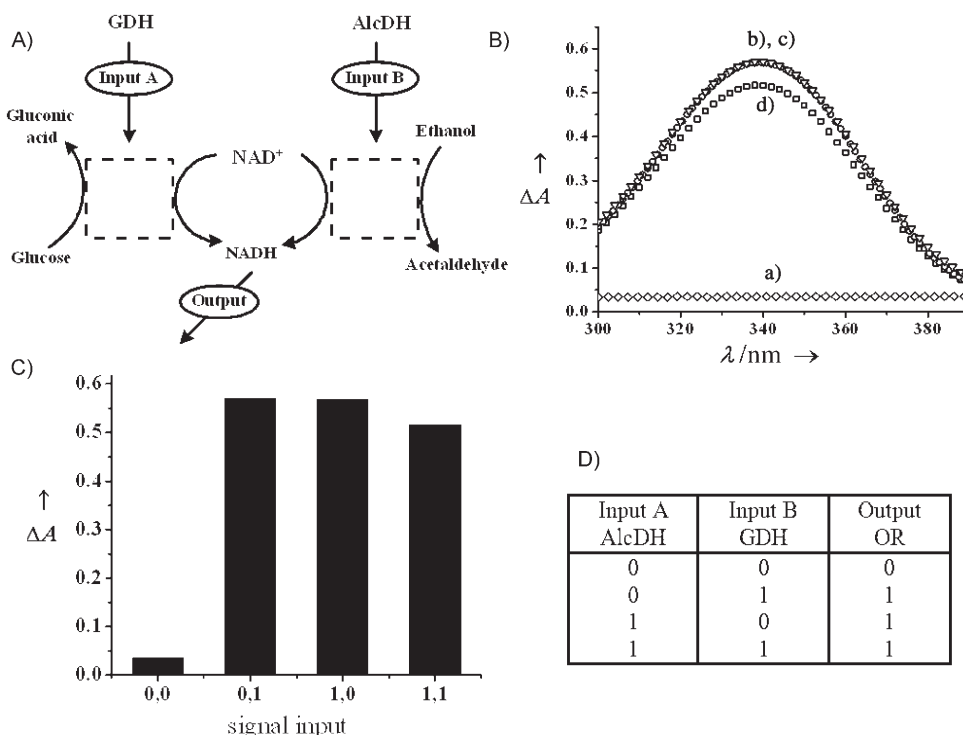 A)
GDH
AlcDH
Input A
Input B
Gluconic
acid
Ethanol
NAD+
Glucose
NADH
Acetaldehyde
Output
B)
b), c)
d)
a)
0.6
0.5
0.4
0.3
0.2
0.1
0.0
↑
ΔA
300 320 340 360 380
λ/nm →
C)
0.6
0.5
0.4
0.3
0.2
0.1
0.0
↑
ΔA
0,0 0,1 1,0 1,1
signal input
D)
Input A Input B Output
AlcDH GDH OR
0 0 0
0 1 1
1 0 1
1 1 1